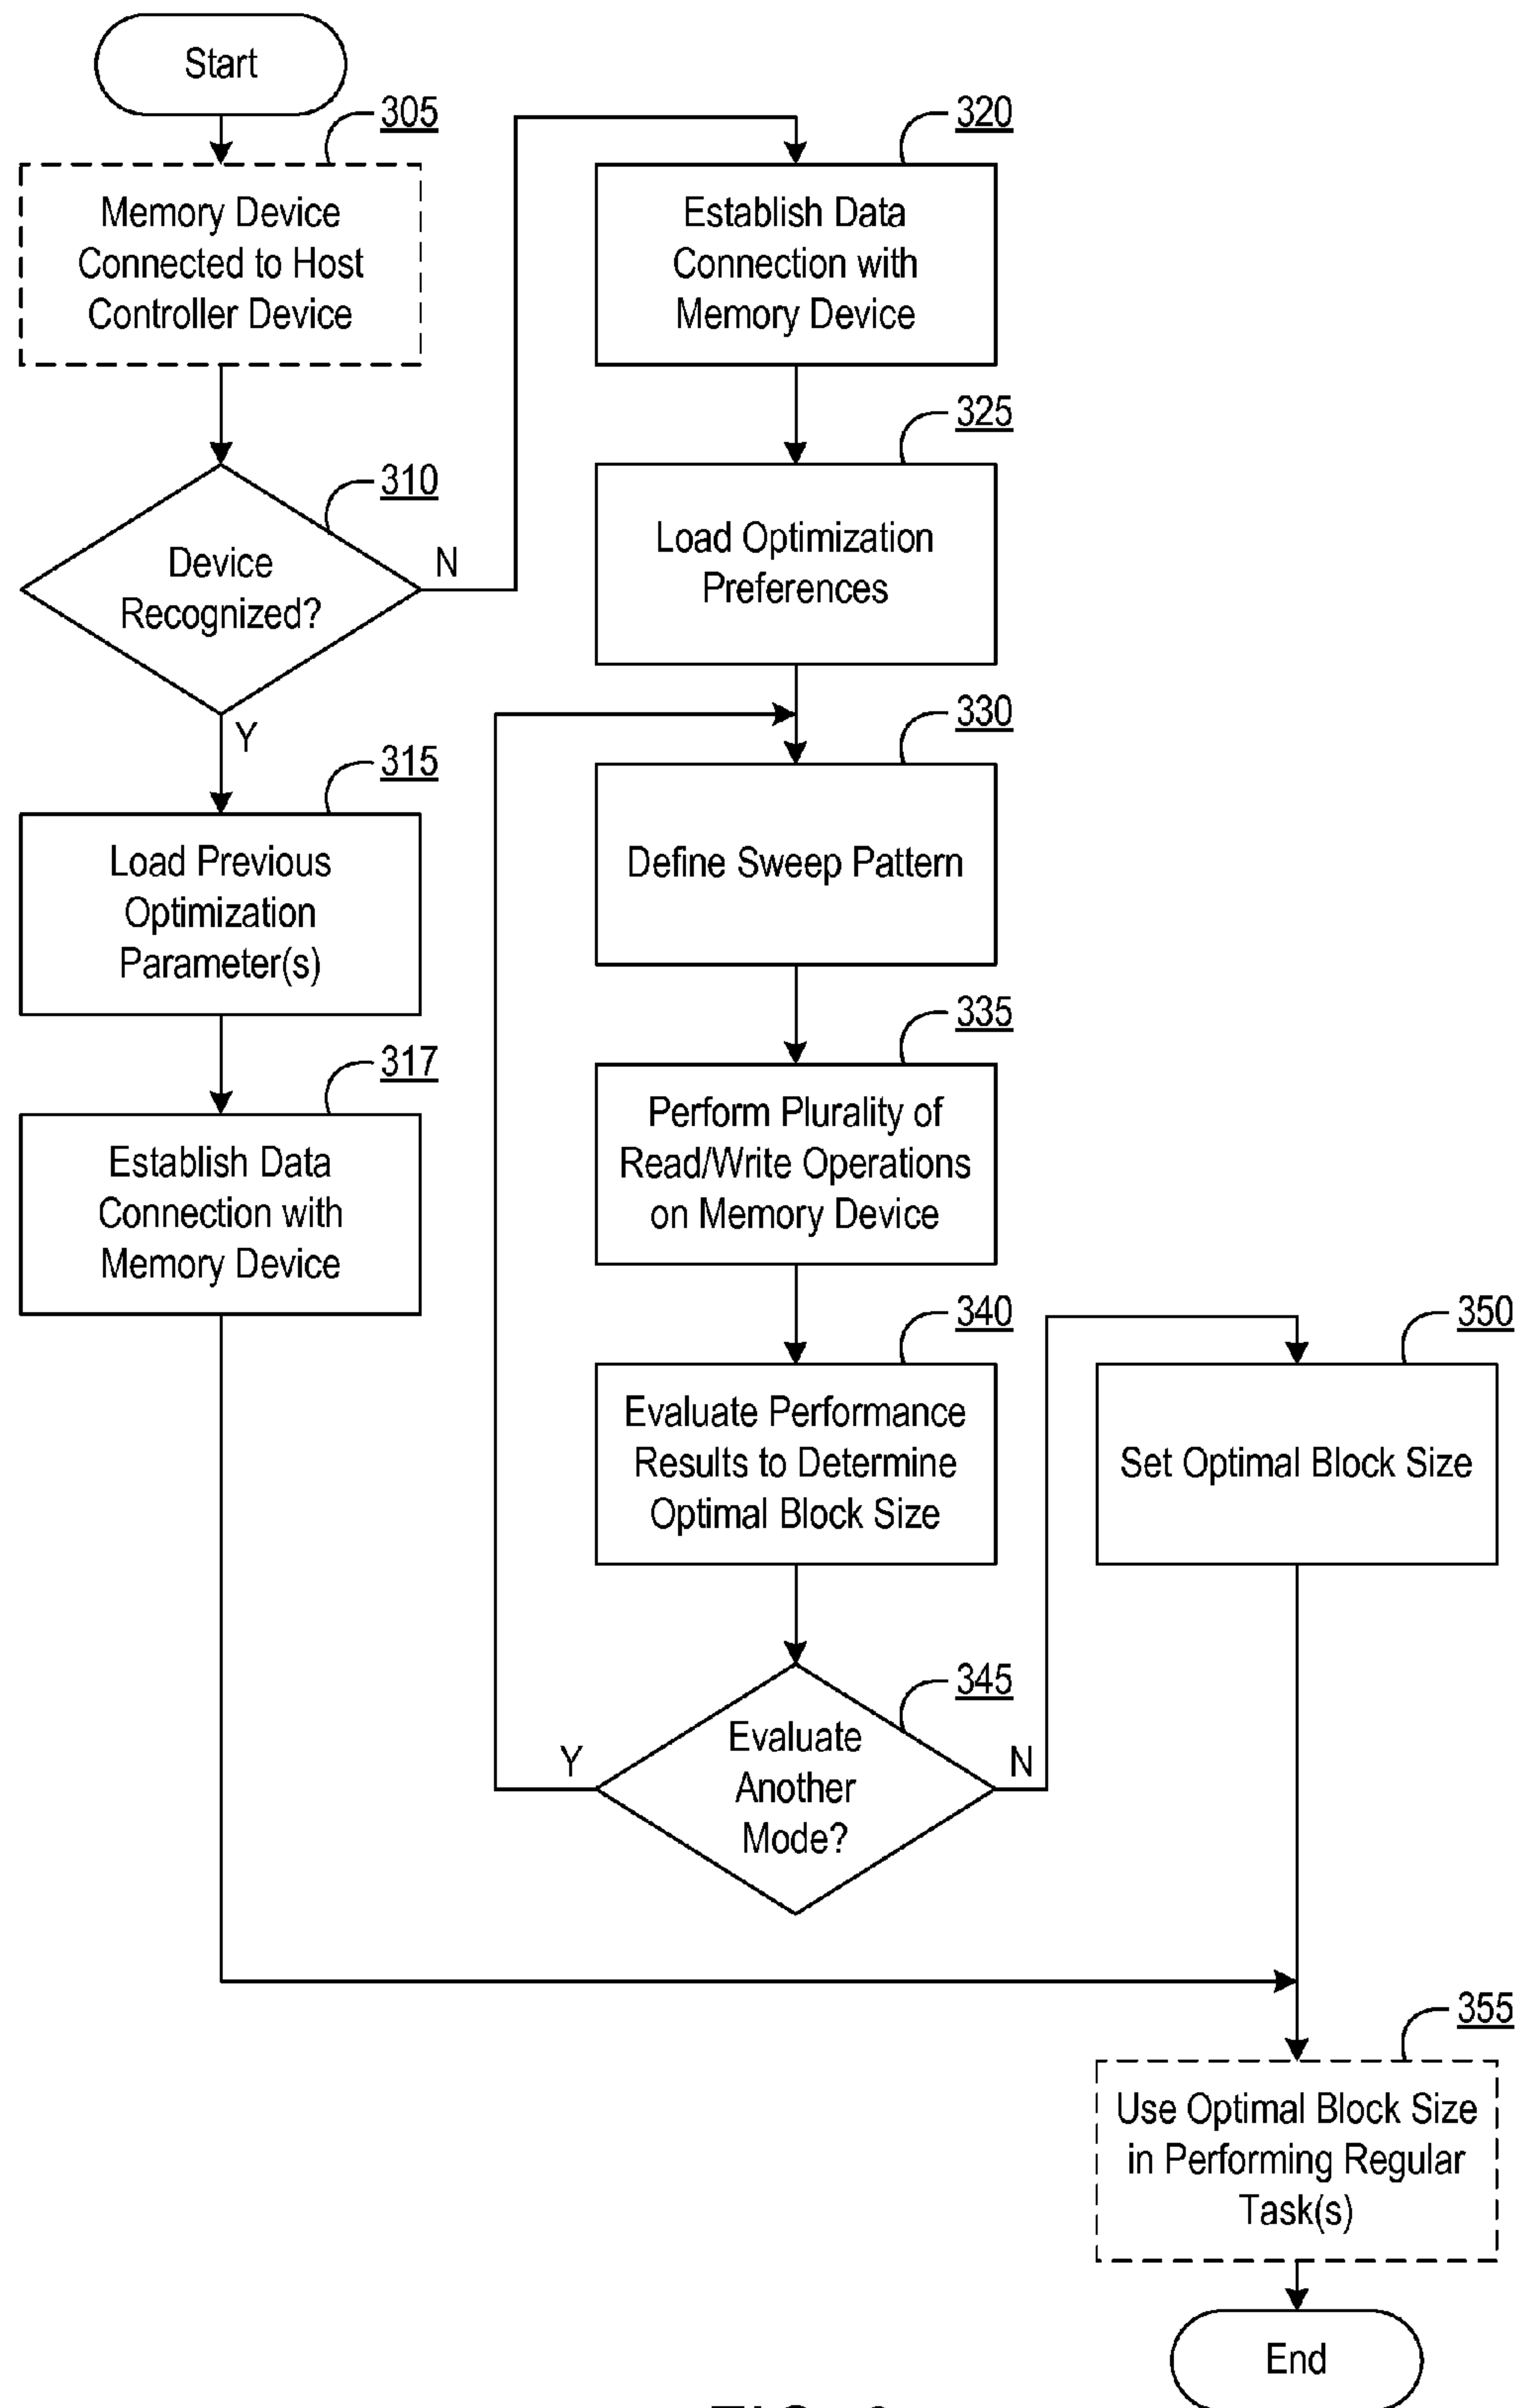 Start
305
Memory Device
Connected to Host
Controller Device
310
Device
Recognized?
N
Y
315
Load Previous
Optimization
Parameter(s)
317
Establish Data
Connection with
Memory Device
320
Establish Data
Connection with
Memory Device
325
Load Optimization
Preferences
330
Define Sweep Pattern
335
Perform Plurality of
Read/Write Operations
on Memory Device
340
Evaluate Performance
Results to Determine
Optimal Block Size
345
Evaluate
Another
Mode?
Y
N
350
Set Optimal Block Size
355
Use Optimal Block Size
in Performing Regular
Task(s)
End